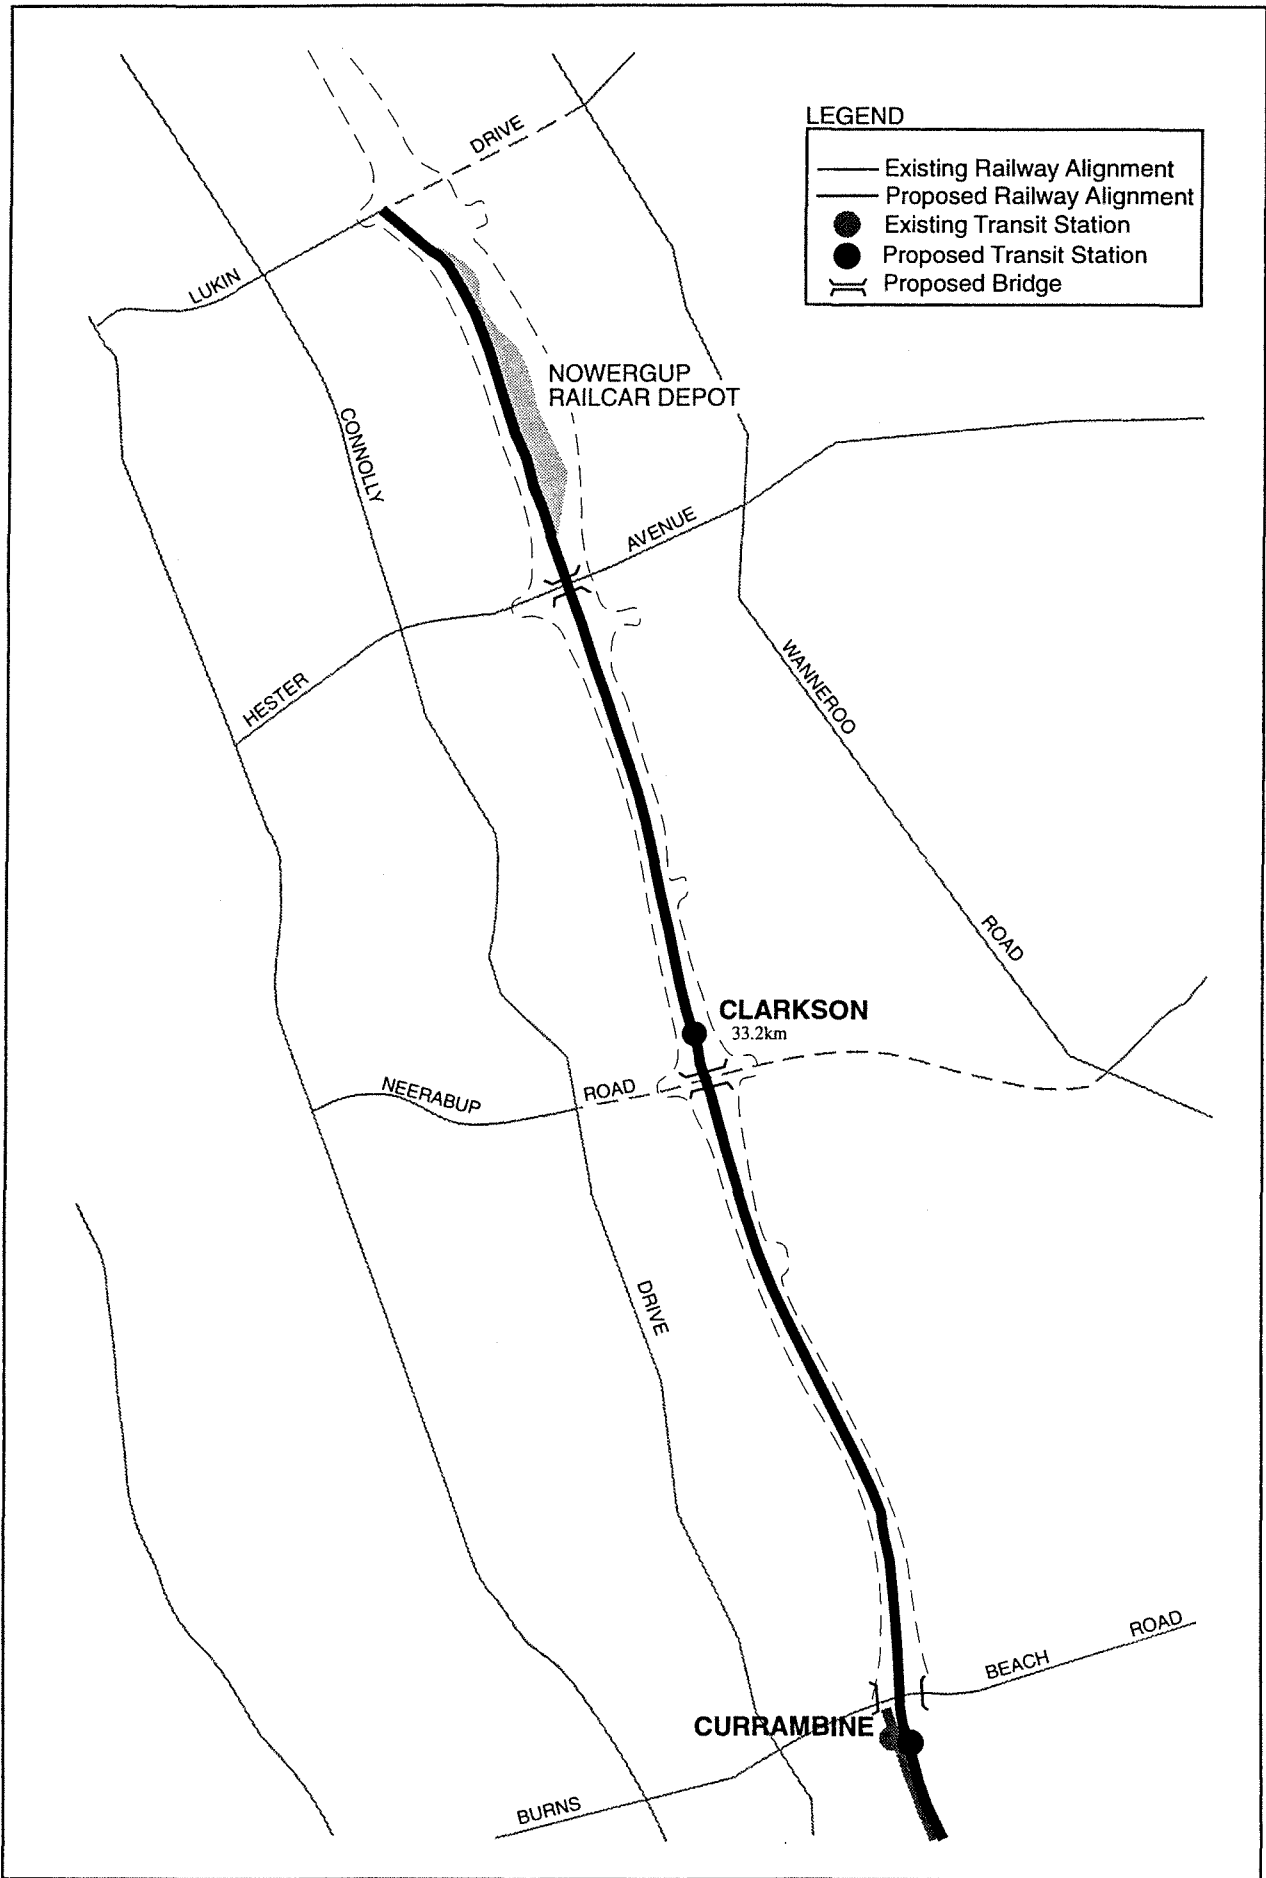 DRIVE
LEGEND
Existing Railway Alignment
Proposed Railway Alignment
Existing Transit Station
Proposed Transit Station
Proposed Bridge
LUKIN
NOWERGUP
RAILCAR DEPOT
CONNOLLY
AVENUE
HESTER
WANNEROO
ROAD
CLARKSON
33.2km
NEERABUP
ROAD
DRIVE
ROAD
BEACH
CURRAMBINE
BURNS